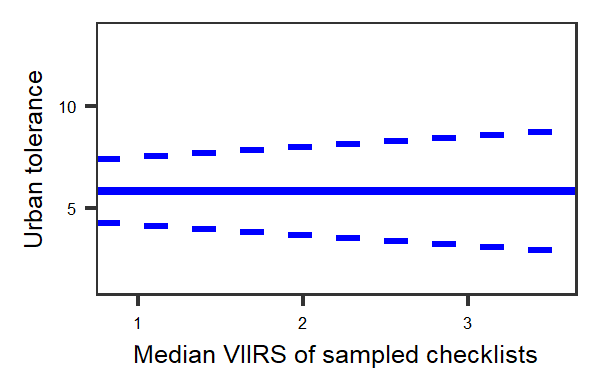 Urban tolerance
10
5
1 2 3
Median VIIRS of sampled checklists